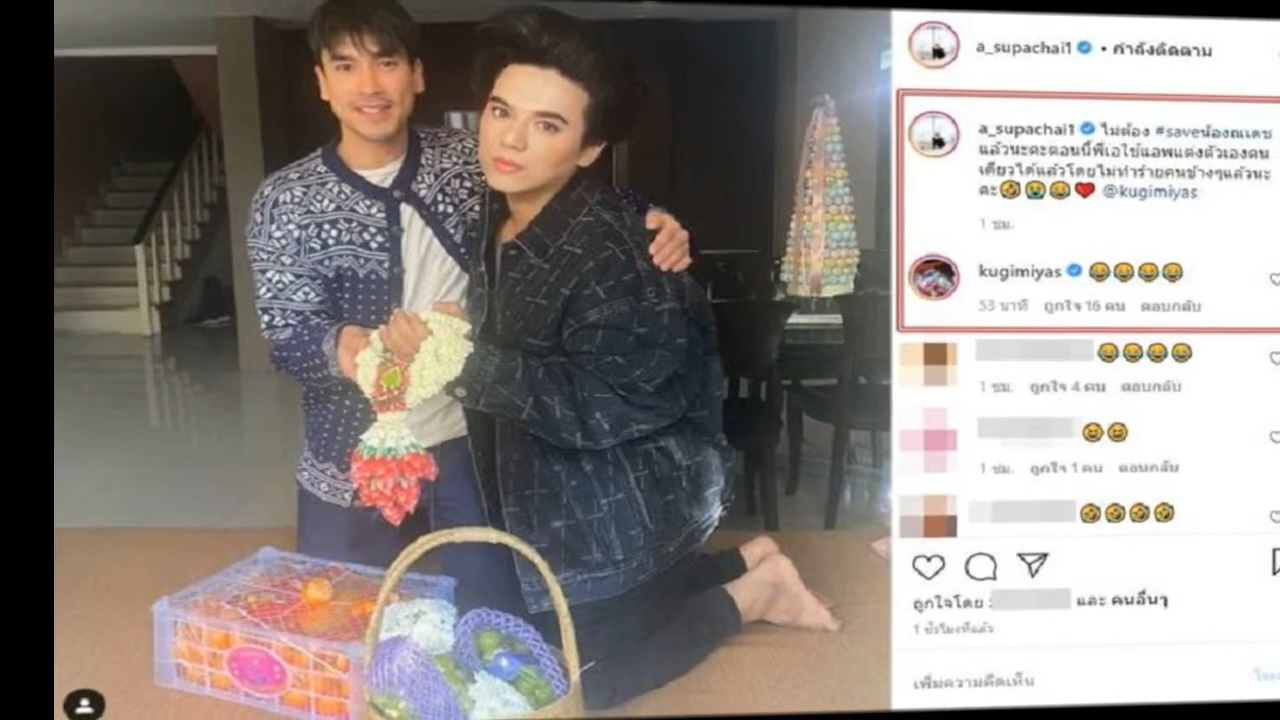 a_supachai1 • กำลังติดตาม
a_supachai1 ไม่ต้อง #saveน้องณเดช
แล้วนะคะตอนนี้พี่เอใช้แอพแต่งตัวเองคน
เดียวได้แล้วโดยไม่ทำร้ายคนข้างๆแล้วนะ
คะ🤣😭😂❤️ @kugimiyas
1 ชม.
kugimiyas 😂😂😂😂
53 นาที ถูกใจ 16 คน ตอบกลับ
😂😂😂😂
1 ชม. ถูกใจ 4 คน ตอบกลับ
😆😆
1 ชม. ถูกใจ 1 คน ตอบกลับ
🤣🤣🤣🤣
ถูกใจโดย : และ คนอื่นๆ
1 ชั่วโมงที่แล้ว
เพิ่มความคิดเห็น